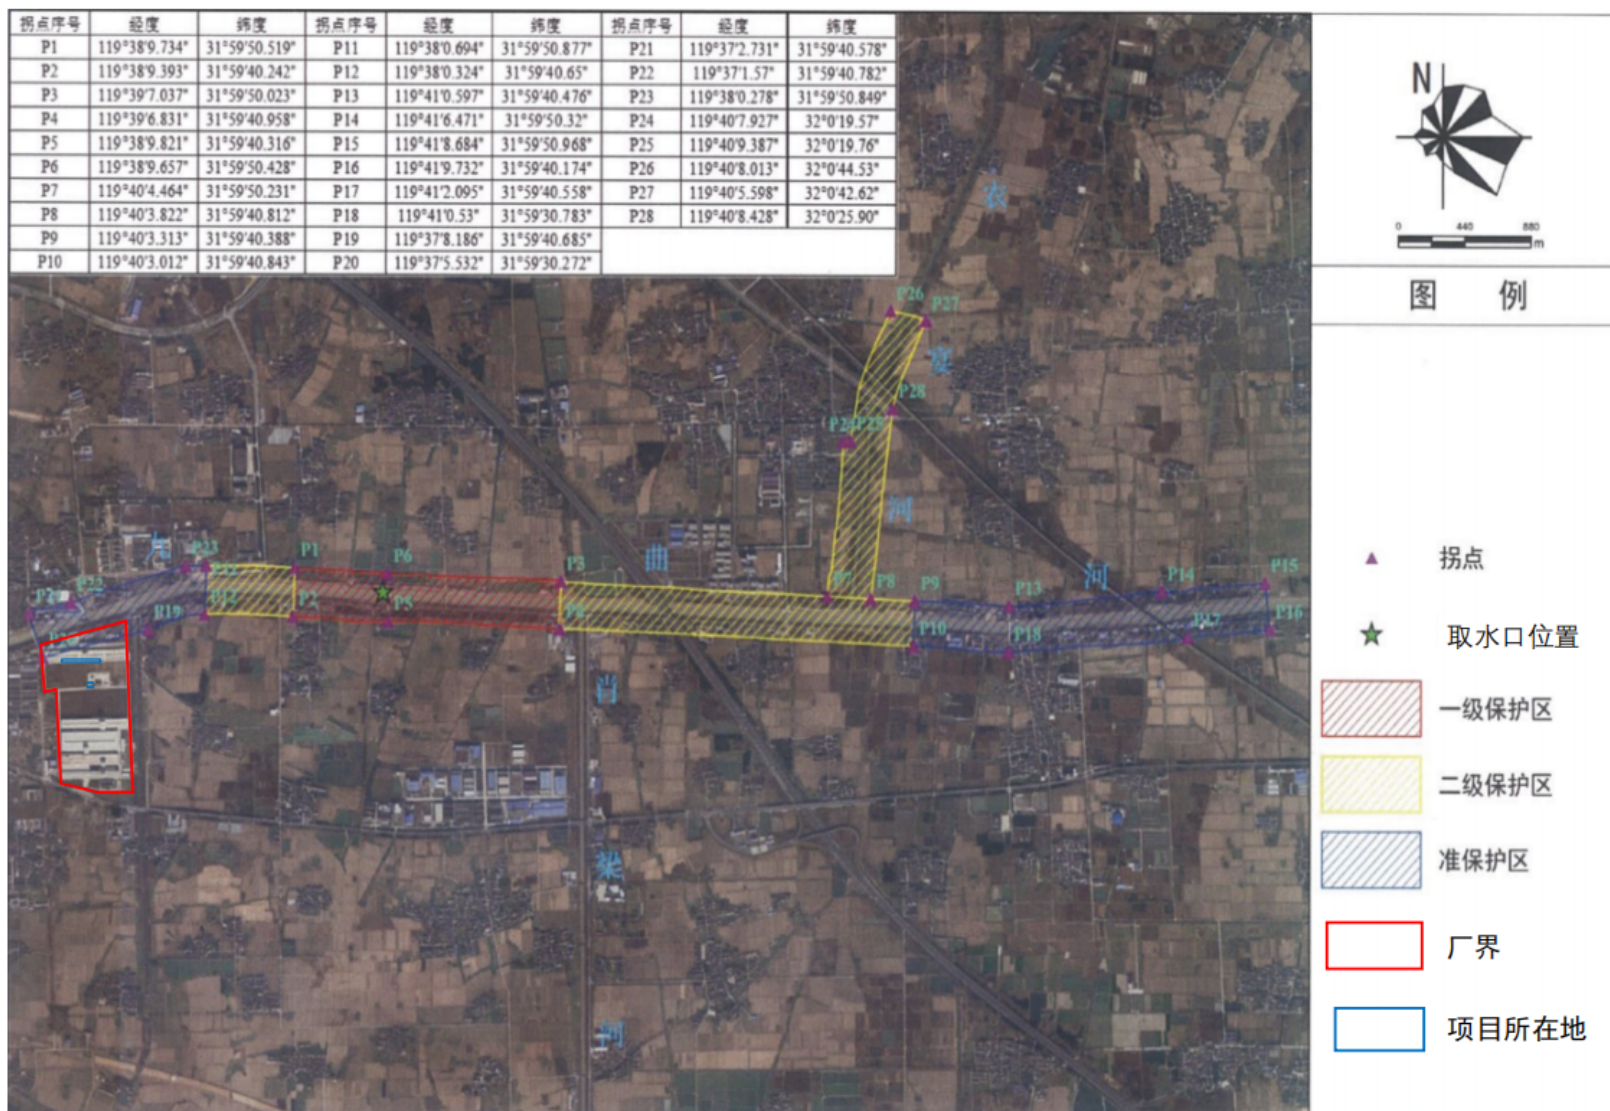 拐点序号 经度 纬度 拐点序号 经度 纬度 拐点序号 经度 纬度
P1 119°38'9.734" 31°59'50.519" P11 119°38'0.694" 31°59'50.877" P21 119°37'2.731" 31°59'40.578"
P2 119°38'9.393" 31°59'40.242" P12 119°38'0.324" 31°59'40.65" P22 119°37'1.57" 31°59'40.782"
P3 119°39'7.037" 31°59'50.023" P13 119°41'0.597" 31°59'40.476" P23 119°38'0.278" 31°59'50.849"
P4 119°39'6.831" 31°59'40.958" P14 119°41'6.471" 31°59'50.32" P24 119°40'7.927" 32°0'19.57"
P5 119°38'9.821" 31°59'40.316" P15 119°41'8.684" 31°59'50.968" P25 119°40'9.387" 32°0'19.76"
P6 119°38'9.657" 31°59'50.428" P16 119°41'9.732" 31°59'40.174" P26 119°40'8.013" 32°0'44.53"
P7 119°40'4.464" 31°59'50.231" P17 119°41'2.095" 31°59'40.558" P27 119°40'5.598" 32°0'42.62"
P8 119°40'3.822" 31°59'40.812" P18 119°41'0.53" 31°59'30.783" P28 119°40'8.428" 32°0'25.90"
P9 119°40'3.313" 31°59'40.388" P19 119°37'8.186" 31°59'40.685"
P10 119°40'3.012" 31°59'40.843" P20 119°37'5.532" 31°59'30.272"
N
0 440 880
m
图 例
拐点
取水口位置
一级保护区
二级保护区
准保护区
厂界
项目所在地
农
P26 P27
宴
P28
P24 P25
河
九 P23 P1 P6 P3 曲 河 P14 P15
P22 P11 P7 P8 P9 P13
P21 P19 P12 P2 P5 P4 P10 P18 P17 P16
P20
肖
梁
河